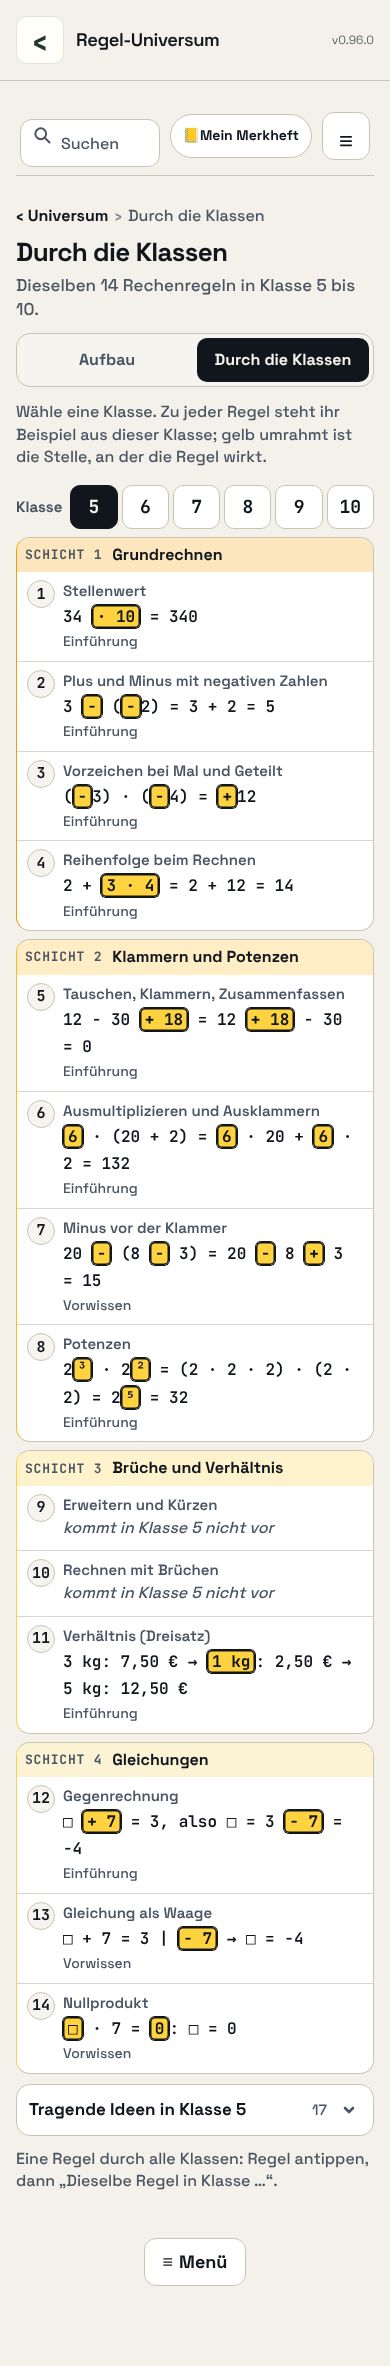 < Regel-Universum v0.96.0
Suchen 📒Mein Merkheft ≡
< Universum > Durch die Klassen
Durch die Klassen
Dieselben 14 Rechenregeln in Klasse 5 bis
10.
Aufbau Durch die Klassen
Wähle eine Klasse. Zu jeder Regel steht ihr
Beispiel aus dieser Klasse; gelb umrahmt ist
die Stelle, an der die Regel wirkt.
Klasse 5 6 7 8 9 10
SCHICHT 1 Grundrechnen
1 Stellenwert
34 · 10 = 340
Einführung
2 Plus und Minus mit negativen Zahlen
3 - (-2) = 3 + 2 = 5
Einführung
3 Vorzeichen bei Mal und Geteilt
(-3) · (-4) = +12
Einführung
4 Reihenfolge beim Rechnen
2 + 3 · 4 = 2 + 12 = 14
Einführung
SCHICHT 2 Klammern und Potenzen
5 Tauschen, Klammern, Zusammenfassen
12 - 30 + 18 = 12 + 18 - 30
= 0
Einführung
6 Ausmultiplizieren und Ausklammern
6 · (20 + 2) = 6 · 20 + 6 ·
2 = 132
Einführung
7 Minus vor der Klammer
20 - (8 - 3) = 20 - 8 + 3
= 15
Vorwissen
8 Potenzen
2³ · 2² = (2 · 2 · 2) · (2 ·
2) = 2⁵ = 32
Einführung
SCHICHT 3 Brüche und Verhältnis
9 Erweitern und Kürzen
kommt in Klasse 5 nicht vor
10 Rechnen mit Brüchen
kommt in Klasse 5 nicht vor
11 Verhältnis (Dreisatz)
3 kg: 7,50 € → 1 kg: 2,50 € →
5 kg: 12,50 €
Einführung
SCHICHT 4 Gleichungen
12 Gegenrechnung
□ + 7 = 3, also □ = 3 - 7 =
-4
Einführung
13 Gleichung als Waage
□ + 7 = 3 | - 7 → □ = -4
Vorwissen
14 Nullprodukt
□ · 7 = 0: □ = 0
Vorwissen
Tragende Ideen in Klasse 5 17
Eine Regel durch alle Klassen: Regel antippen,
dann „Dieselbe Regel in Klasse …“.
≡ Menü